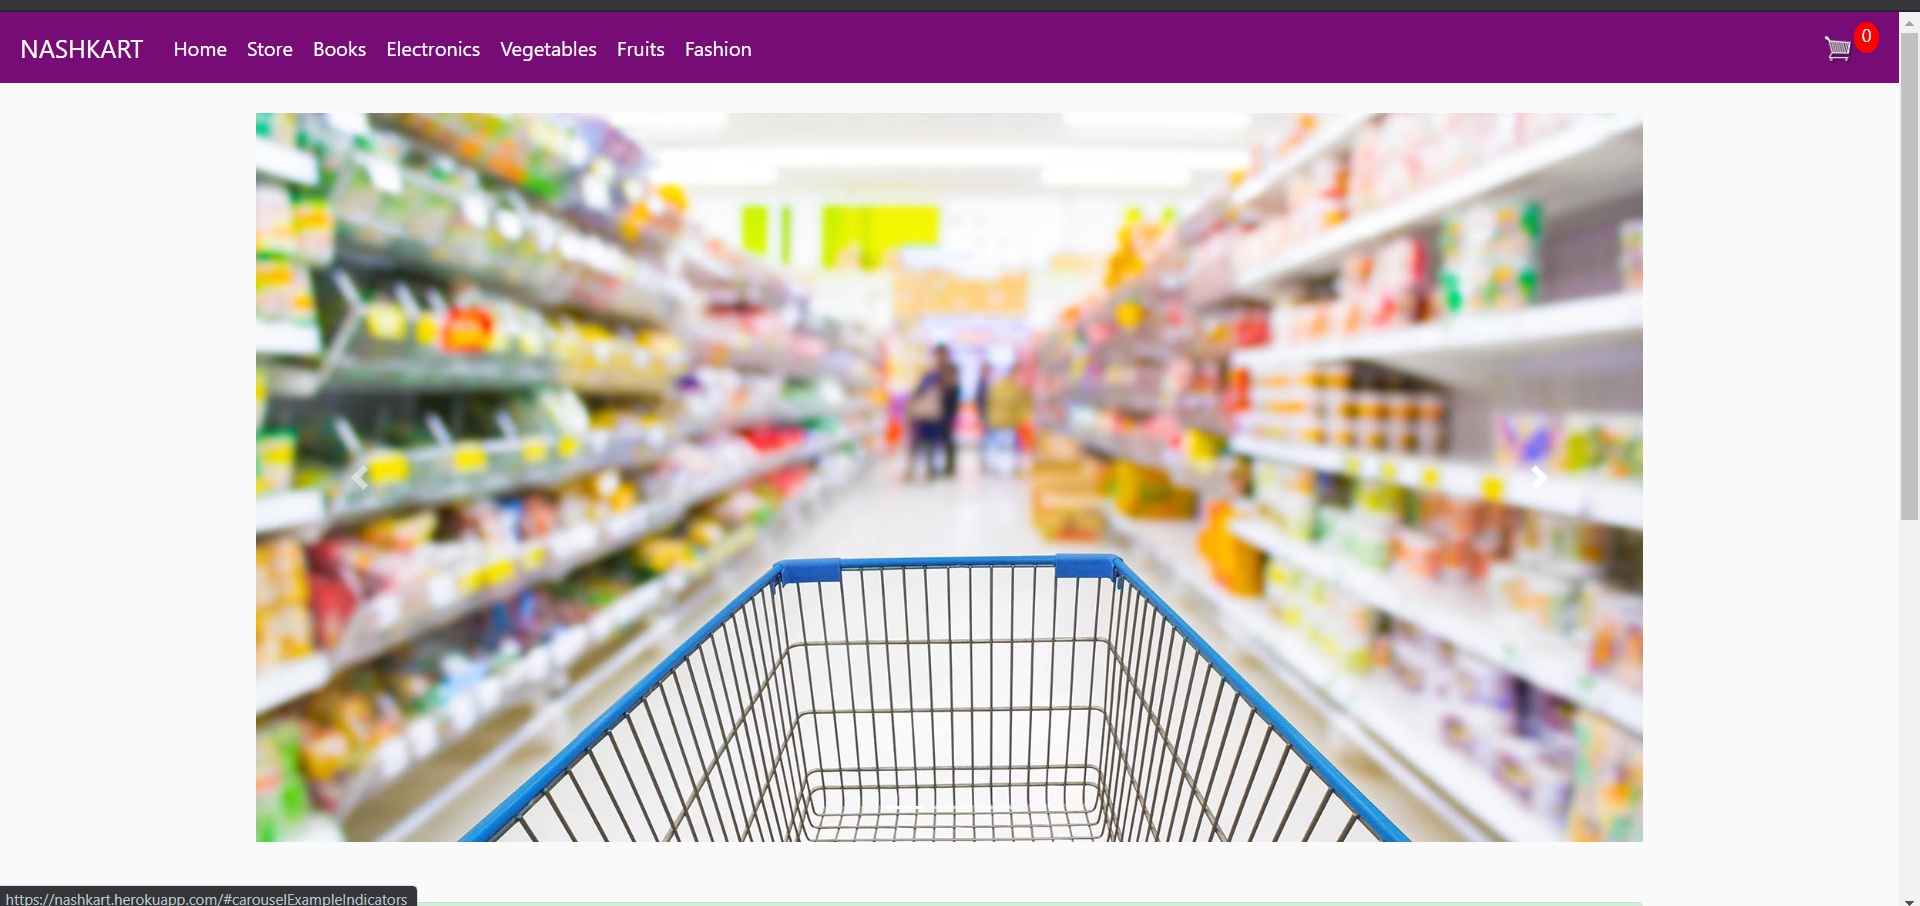 NASHKART Home Store Books Electronics Vegetables Fruits Fashion 0
https://nashkart.herokuapp.com/#carouselExampleIndicators